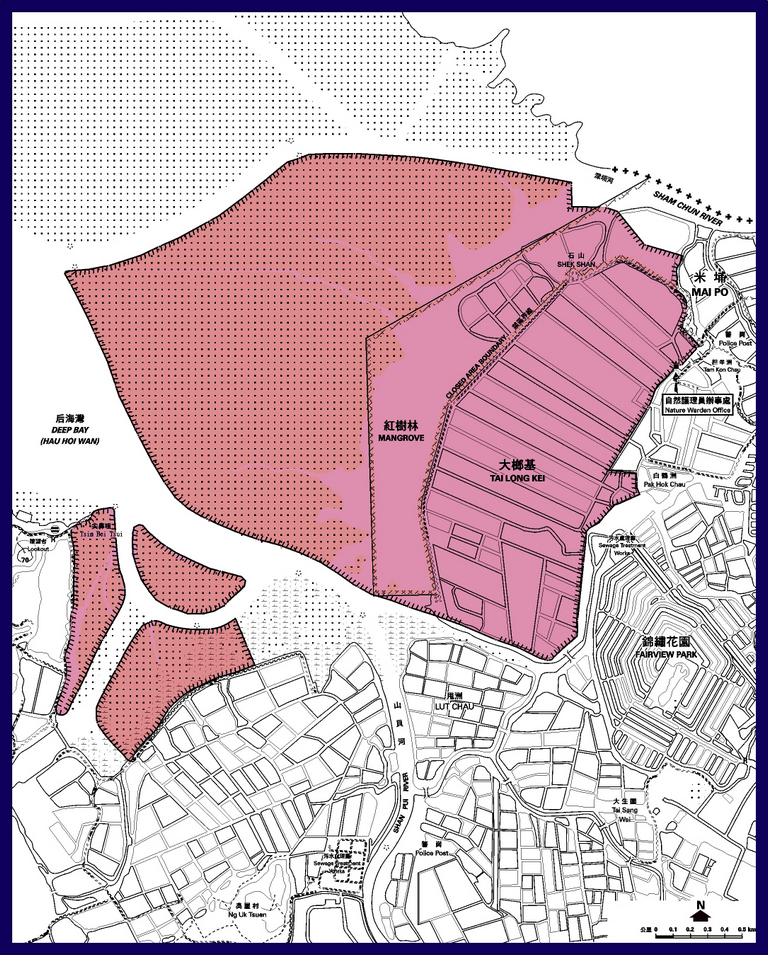 深圳河
SHAM CHUN RIVER
石山
SHEK SHAN
米埔
MAI PO
警崗
Police Post
担竿洲
Tam Kon Chau
CLOSED AREA BOUNDARY
禁區界線
自然護理員辦事處
Nature Warden Office
后海灣
DEEP BAY
(HAU HOI WAN)
紅樹林
MANGROVE
大榔基
TAI LONG KEI
白鶴洲
Pak Hok Chau
尖鼻咀
Tsim Bei Tsui
瞭望台
Lookout
70
污水處理廠
Sewage Treatment
Works
錦繡花園
FAIRVIEW PARK
甩洲
LUT CHAU
山貝河
SHAN PUI RIVER
大生圍
Tai Sang
Wai
警崗
Police Post
污水處理廠
Sewage Treatment
Works
吳屋村
Ng Uk Tsuen
N
公里 0 0.1 0.2 0.3 0.4 0.5 km